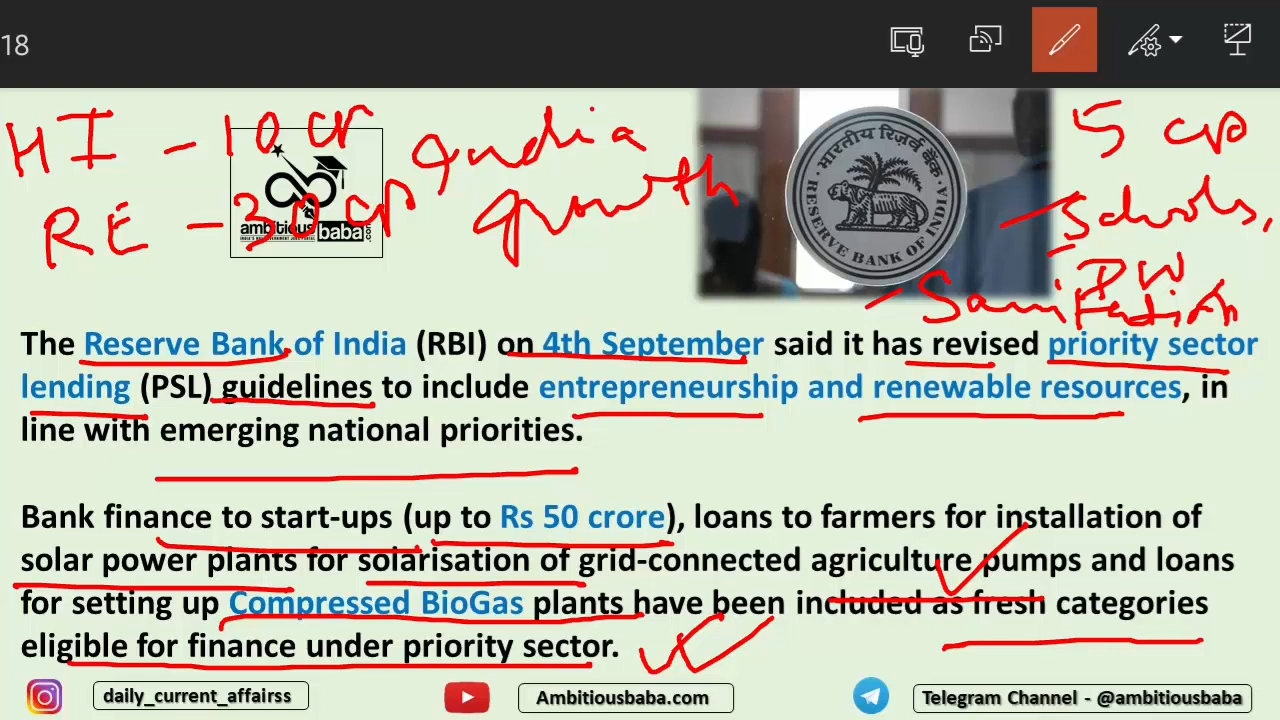 18
HI - 10 cr
India
growth
RE - 30 cr
ambitious baba .com
भारतीय रिज़र्व बैंक
RESERVE BANK OF INDIA
5 cr
- Schools,
- DW
- Sanitation
The Reserve Bank of India (RBI) on 4th September said it has revised priority sector
lending (PSL) guidelines to include entrepreneurship and renewable resources, in
line with emerging national priorities.
Bank finance to start-ups (up to Rs 50 crore), loans to farmers for installation of
solar power plants for solarisation of grid-connected agriculture pumps and loans
for setting up Compressed BioGas plants have been included as fresh categories
eligible for finance under priority sector.
daily_current_affairss
Ambitiousbaba.com
Telegram Channel - @ambitiousbaba